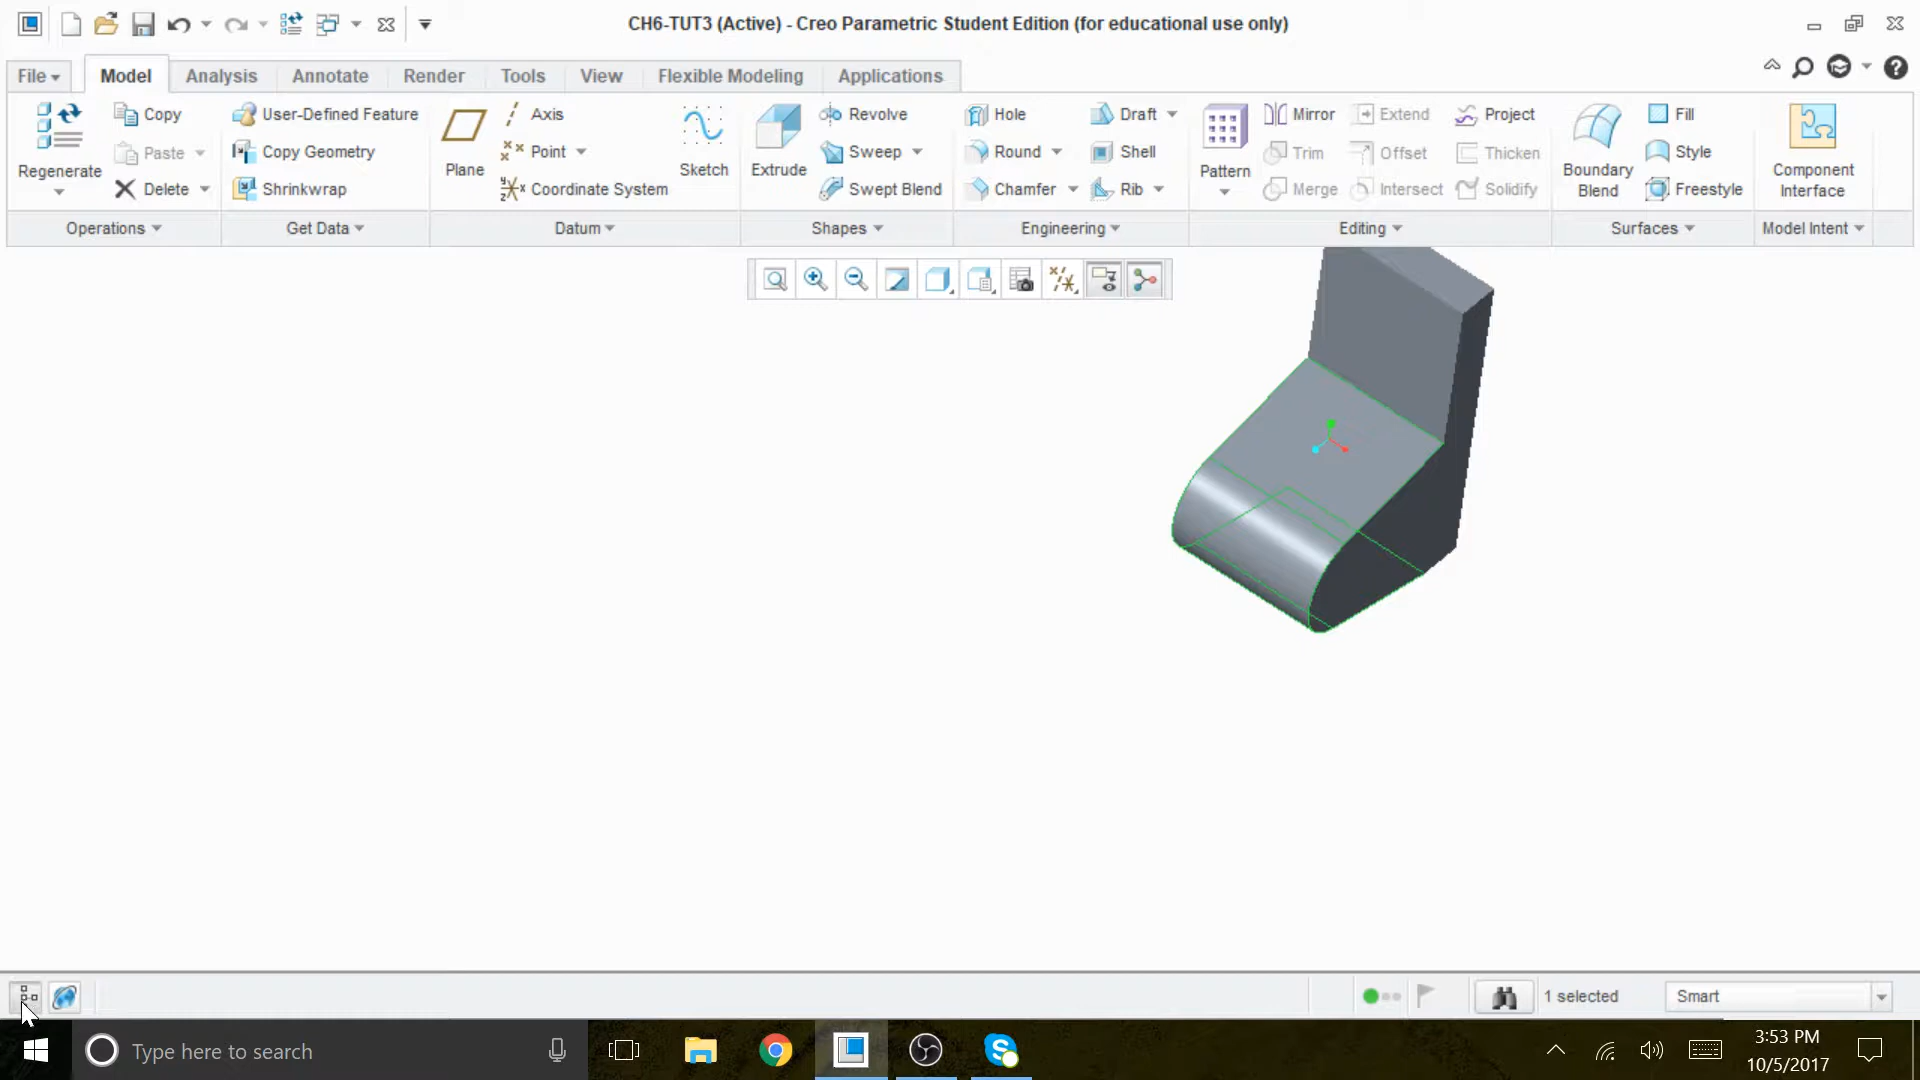 CH6-TUT3 (Active) - Creo Parametric Student Edition (for educational use only)
File Model Analysis Annotate Render Tools View Flexible Modeling Applications
Regenerate
Copy
Paste
Delete
Operations
User-Defined Feature
Copy Geometry
Shrinkwrap
Get Data
Plane
Axis
Point
Coordinate System
Sketch
Datum
Extrude
Revolve
Sweep
Swept Blend
Shapes
Hole
Round
Chamfer
Draft
Shell
Rib
Engineering
Pattern
Mirror
Trim
Merge
Extend
Offset
Intersect
Project
Thicken
Solidify
Editing
Boundary
Blend
Fill
Style
Freestyle
Surfaces
Component
Interface
Model Intent
1 selected
Smart
Type here to search
3:53 PM
10/5/2017